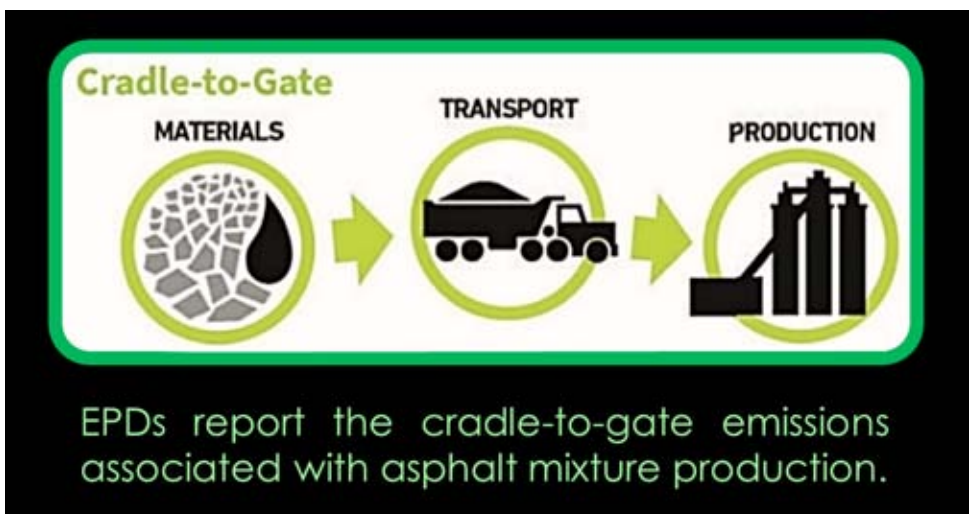 Cradle-to-Gate
MATERIALS
TRANSPORT
PRODUCTION
EPDs report the cradle-to-gate emissions
associated with asphalt mixture production.